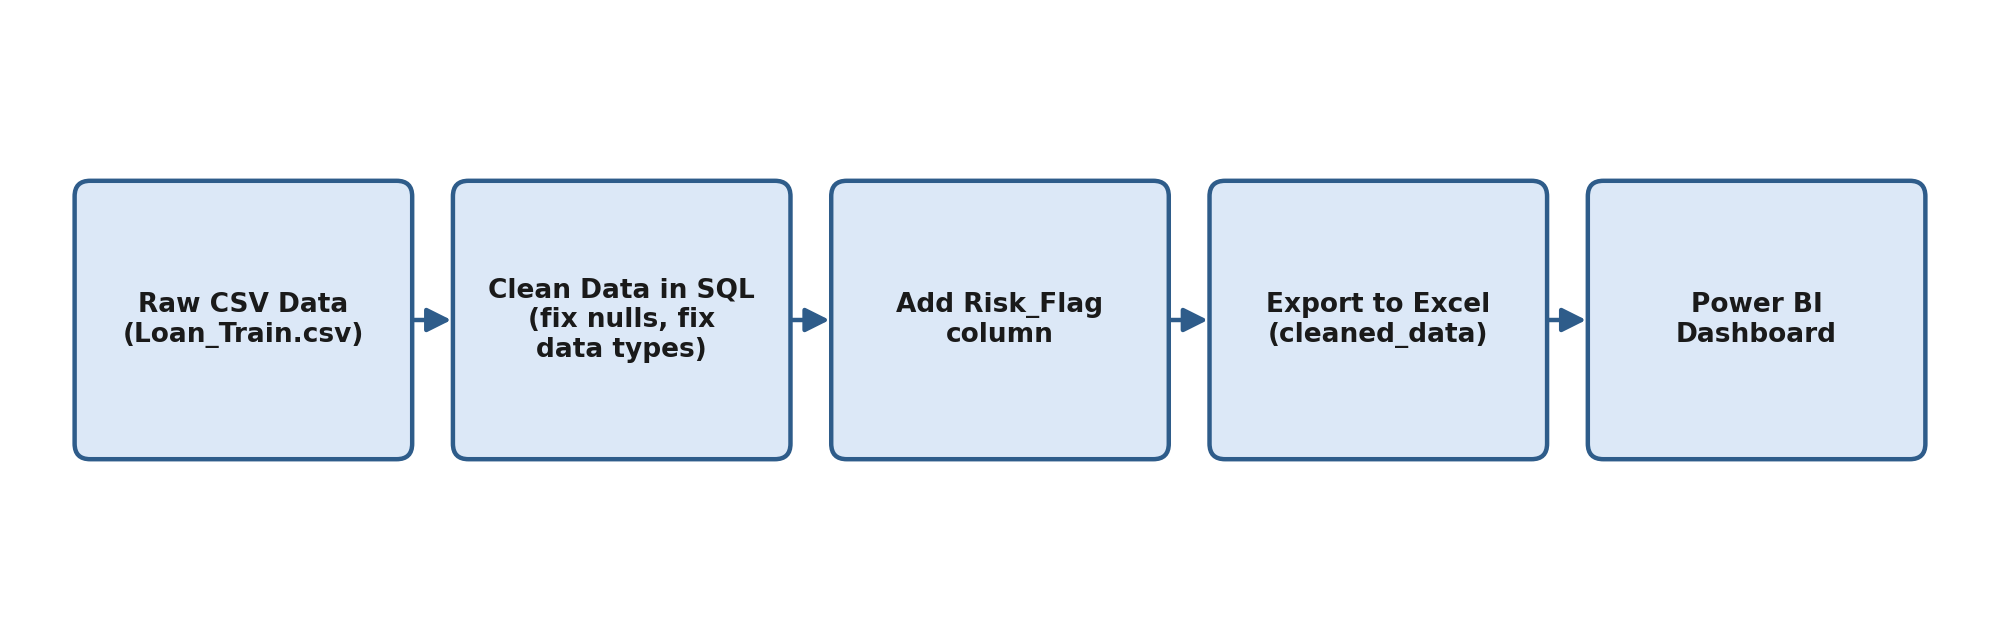 Raw CSV Data
(Loan_Train.csv)
Clean Data in SQL
(fix nulls, fix
data types)
Add Risk_Flag
column
Export to Excel
(cleaned_data)
Power BI
Dashboard